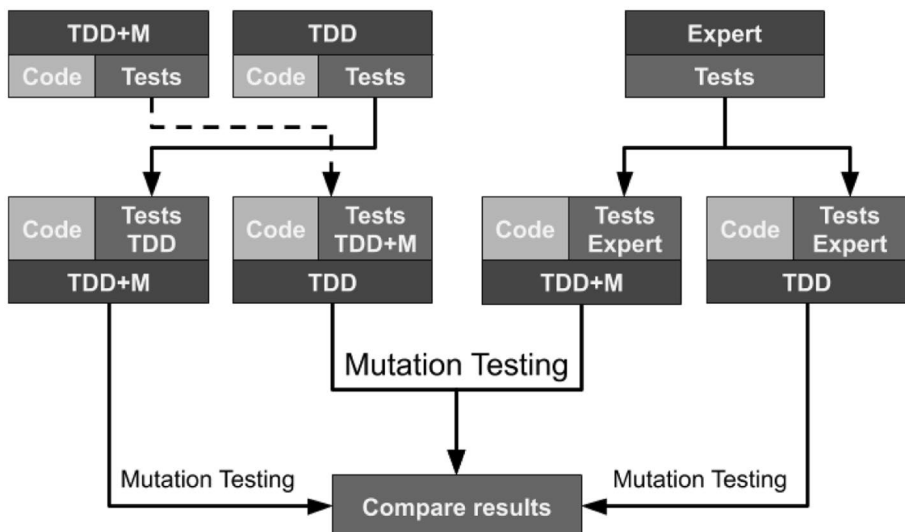 TDD+M
TDD
Expert
Code
Tests
Code
Tests
Tests
Code
Tests
TDD
Code
Tests
TDD+M
Code
Tests
Expert
Code
Tests
Expert
TDD+M
TDD
TDD+M
TDD
Mutation Testing
Mutation Testing
Mutation Testing
Compare results